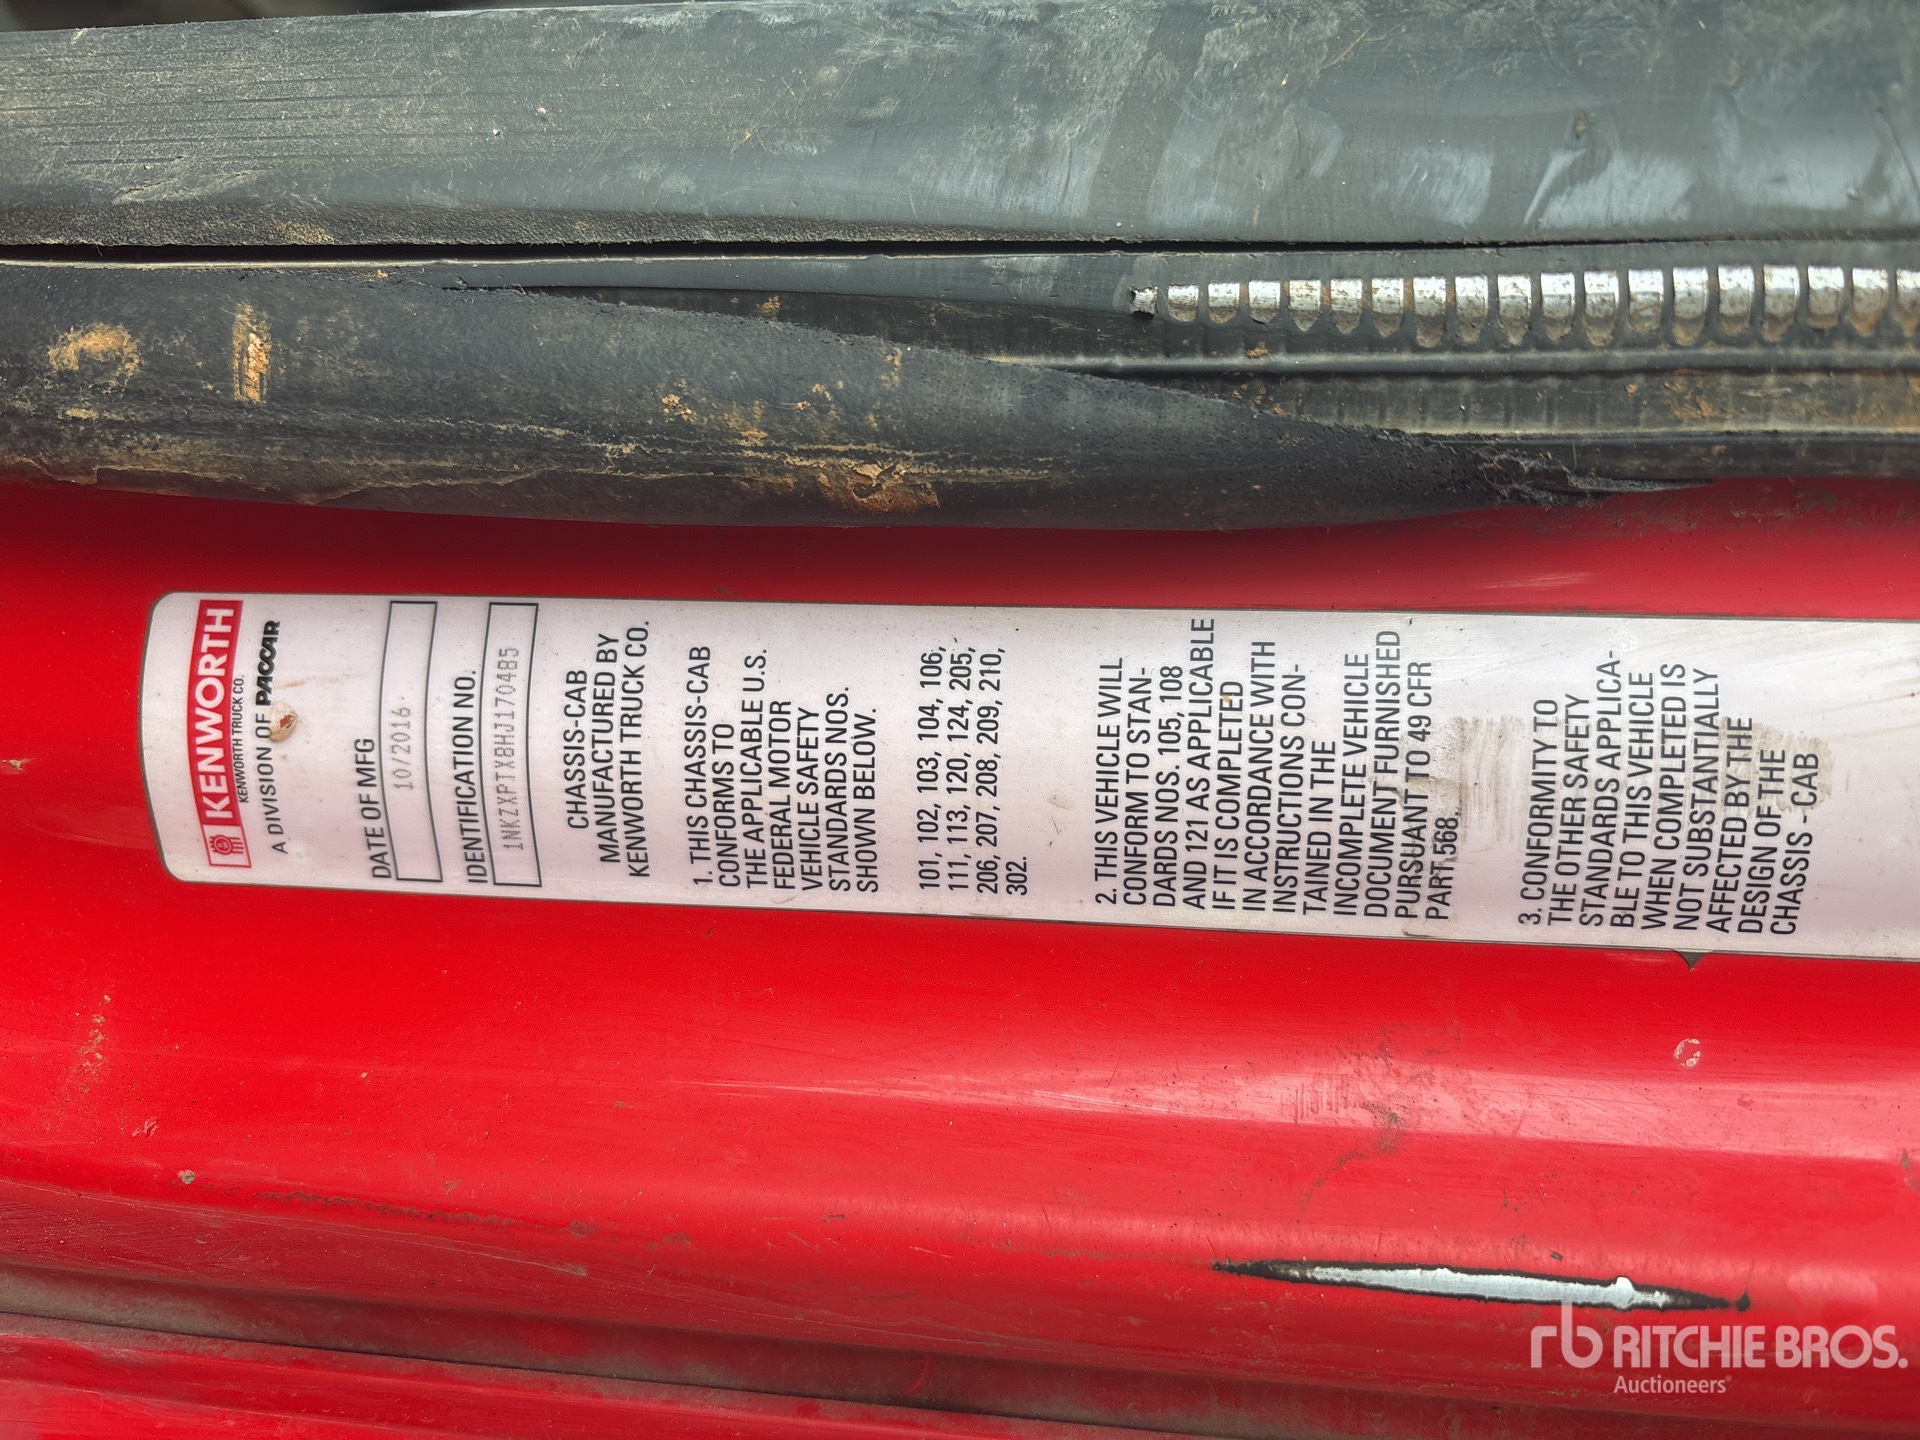 KENWORTH
KENWORTH TRUCK CO.
A DIVISION OF PACCAR
DATE OF MFG
10/2016
IDENTIFICATION NO.
1NKZXPTX8HJ170485
CHASSIS-CAB
MANUFACTURED BY
KENWORTH TRUCK CO.
1. THIS CHASSIS-CAB
CONFORMS TO
THE APPLICABLE U.S.
FEDERAL MOTOR
VEHICLE SAFETY
STANDARDS NOS.
SHOWN BELOW.
101, 102, 103, 104, 106,
111, 113, 120, 124, 205,
206, 207, 208, 209, 210,
302.
2. THIS VEHICLE WILL
CONFORM TO STAN-
DARDS NOS. 105, 108
AND 121 AS APPLICABLE
IF IT IS COMPLETED
IN ACCORDANCE WITH
INSTRUCTIONS CON-
TAINED IN THE
INCOMPLETE VEHICLE
DOCUMENT FURNISHED
PURSUANT TO 49 CFR
PART 568.
3. CONFORMITY TO
THE OTHER SAFETY
STANDARDS APPLICA-
BLE TO THIS VEHICLE
WHEN COMPLETED IS
NOT SUBSTANTIALLY
AFFECTED BY THE
DESIGN OF THE
CHASSIS - CAB
rb RITCHIE BROS.
Auctioneers